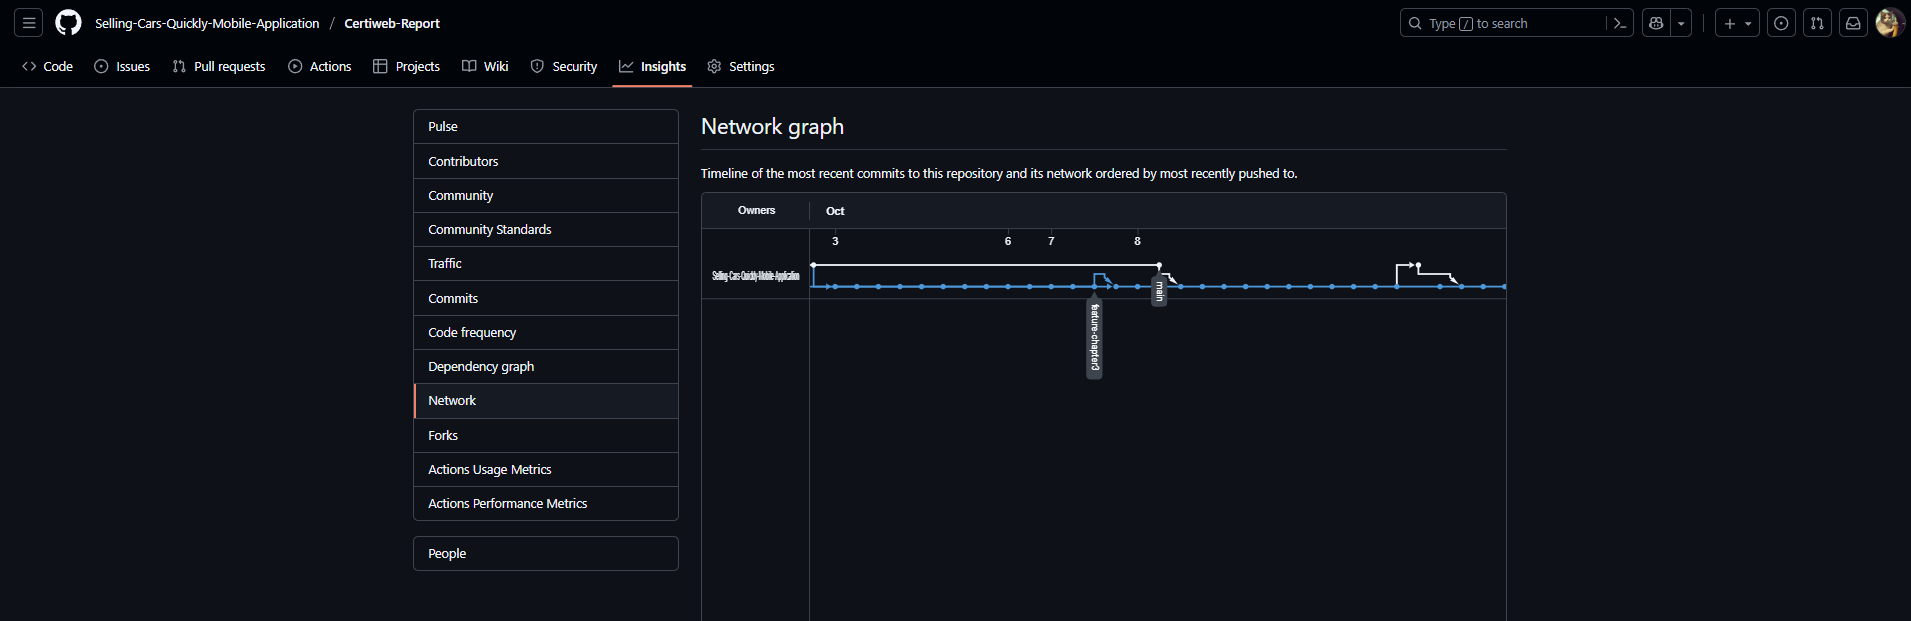 Selling-Cars-Quickly-Mobile-Application / Certiweb-Report
Type / to search
Code
Issues
Pull requests
Actions
Projects
Wiki
Security
Insights
Settings
Pulse
Contributors
Community
Community Standards
Traffic
Commits
Code frequency
Dependency graph
Network
Forks
Actions Usage Metrics
Actions Performance Metrics
People
Network graph
Timeline of the most recent commits to this repository and its network ordered by most recently pushed to.
Owners
Oct
3 6 7 8
Selling-Cars-Quickly-Mobile-Application
main
feature-chapter3